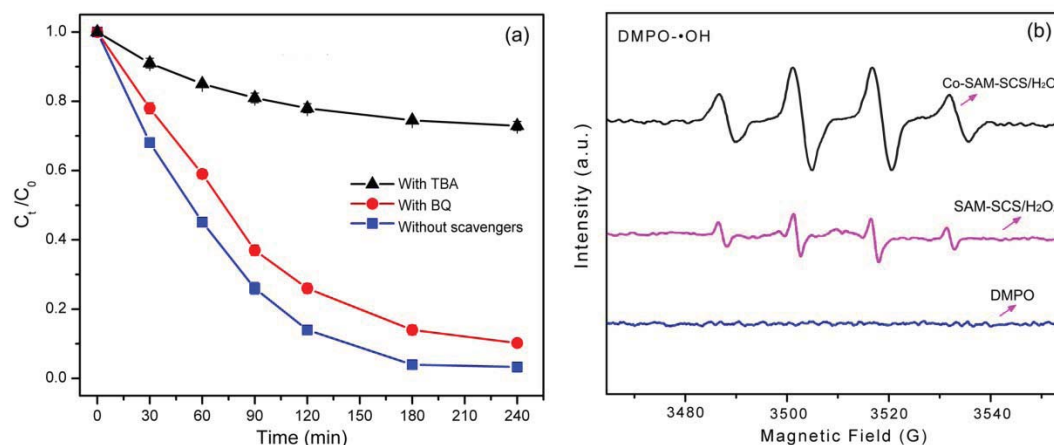 (a)
1.0
0.8
0.6
0.4
0.2
0.0
C_t/C_0
With TBA
With BQ
Without scavengers
0 30 60 90 120 150 180 210 240
Time (min)
DMPO-•OH
(b)
Co-SAM-SCS/H₂O
SAM-SCS/H₂O
DMPO
Intensity (a.u.)
3480 3500 3520 3540
Magnetic Field (G)